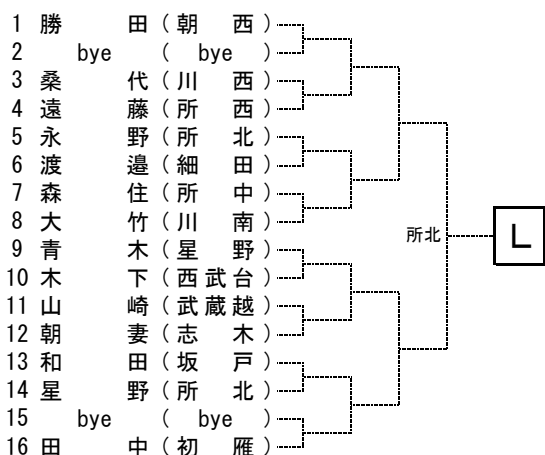 1 勝 田 ( 朝 西 )
2 bye ( bye )
3 桑 代 ( 川 西 )
4 遠 藤 ( 所 西 )
5 永 野 ( 所 北 )
6 渡 邉 ( 細 田 )
7 森 住 ( 所 中 )
8 大 竹 ( 川 南 )
所北 L
9 青 木 ( 星 野 )
10 木 下 ( 西 武 台 )
11 山 崎 ( 武 蔵 越 )
12 朝 妻 ( 志 木 )
13 和 田 ( 坂 戸 )
14 星 野 ( 所 北 )
15 bye ( bye )
16 田 中 ( 初 雁 )